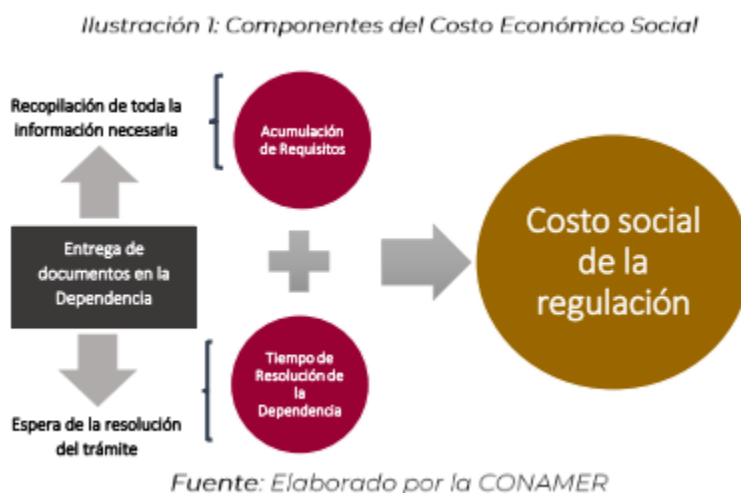 Ilustración 1: Componentes del Costo Económico Social
Recopilación de toda la
información necesaria
Acumulación
de Requisitos
Entrega de
documentos en la
Dependencia
Costo social
de la
regulación
Tiempo de
Resolución de
la
Dependencia
Espera de la resolución
del trámite
Fuente: Elaborado por la CONAMER